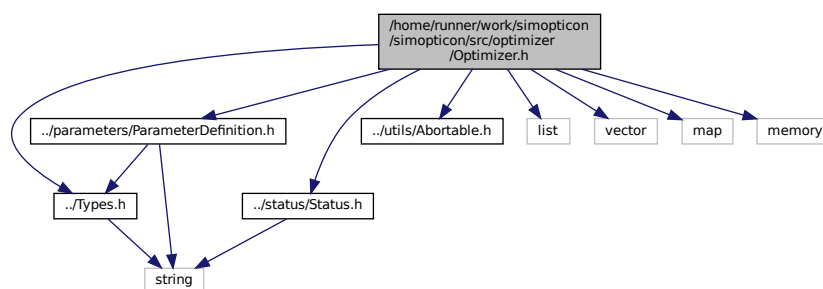 /home/runner/work/simopticon
/simopticon/src/optimizer
/Optimizer.h
../parameters/ParameterDefinition.h
../utils/Abortable.h
list
vector
map
memory
../Types.h
../status/Status.h
string